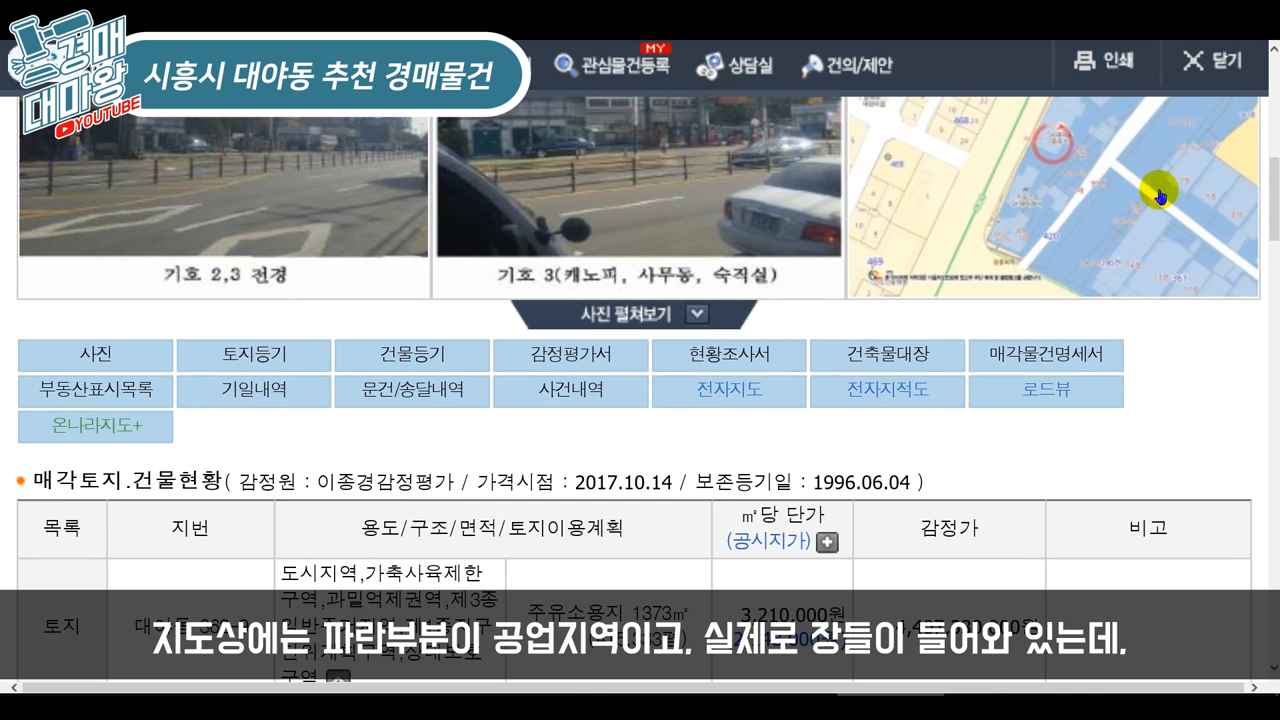 경매
대마왕
YOUTUBE
시흥시 대야동 추천 경매물건
MY
관심물건등록
상담실
건의/제안
인쇄
닫기
기호 2,3 전경
기호 3(캐노피, 사무동, 숙직실)
468
469
469
420
사진 펼쳐보기
사진
토지등기
건물등기
감정평가서
현황조사서
건축물대장
매각물건명세서
부동산표시목록
기일내역
문건/송달내역
사건내역
전자지도
전자지적도
로드뷰
온나라지도+
매각토지.건물현황( 감정원 : 이종경감정평가 / 가격시점 : 2017.10.14 / 보존등기일 : 1996.06.04 )
목록
지번
용도/구조/면적/토지이용계획
㎡당 단가
(공시지가)
감정가
비고
토지
도시지역,가축사육제한
구역,과밀억제권역,제3종
주유소용지 1373㎡
3,210,000원
지도상에는 파란부분이 공업지역이고, 실제로 장들이 들어와 있는데,